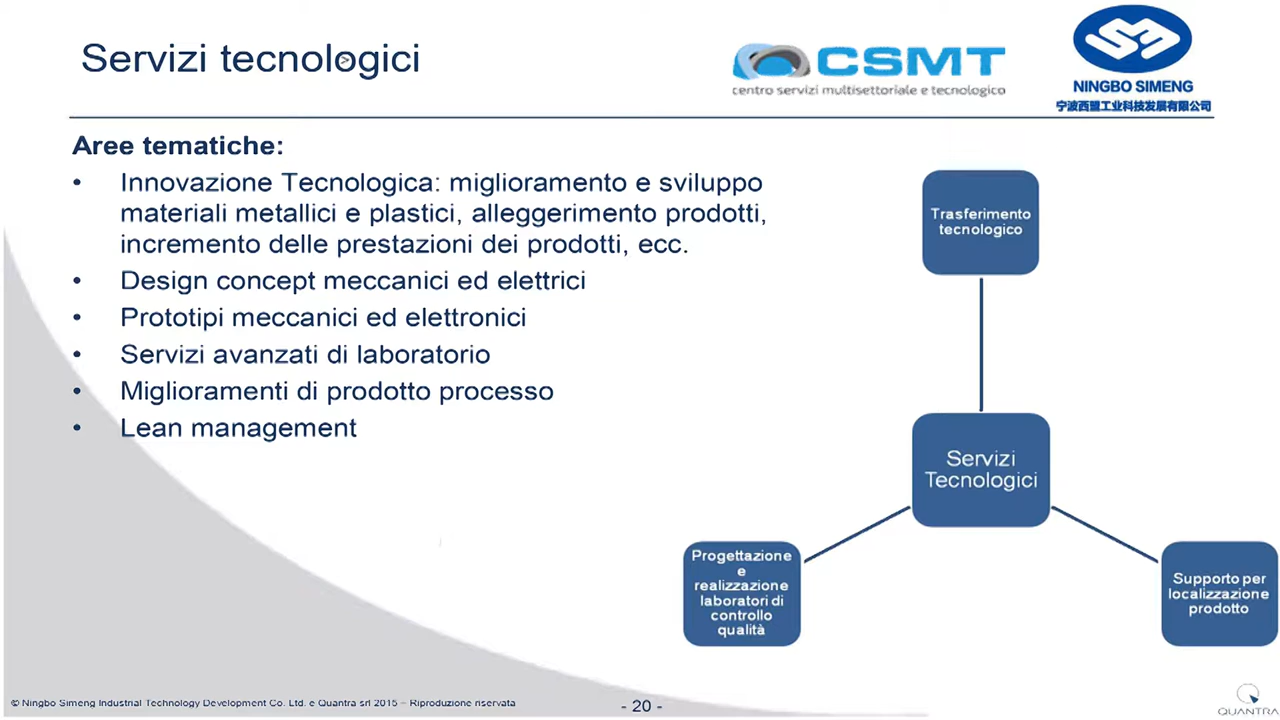 Servizi tecnologici
CSMT
centro servizi multisettoriale e tecnologico
NINGBO SIMENG
宁波西盟工业科技发展有限公司
Aree tematiche:
• Innovazione Tecnologica: miglioramento e sviluppo
materiali metallici e plastici, alleggerimento prodotti,
incremento delle prestazioni dei prodotti, ecc.
• Design concept meccanici ed elettrici
• Prototipi meccanici ed elettronici
• Servizi avanzati di laboratorio
• Miglioramenti di prodotto processo
• Lean management
Trasferimento
tecnologico
Servizi
Tecnologici
Progettazione
e
realizzazione
laboratori di
controllo
qualità
Supporto per
localizzazione
prodotto
© Ningbo Simeng Industrial Technology Development Co. Ltd. e Quantra srl 2015 – Riproduzione riservata
- 20 -
QUANTRA